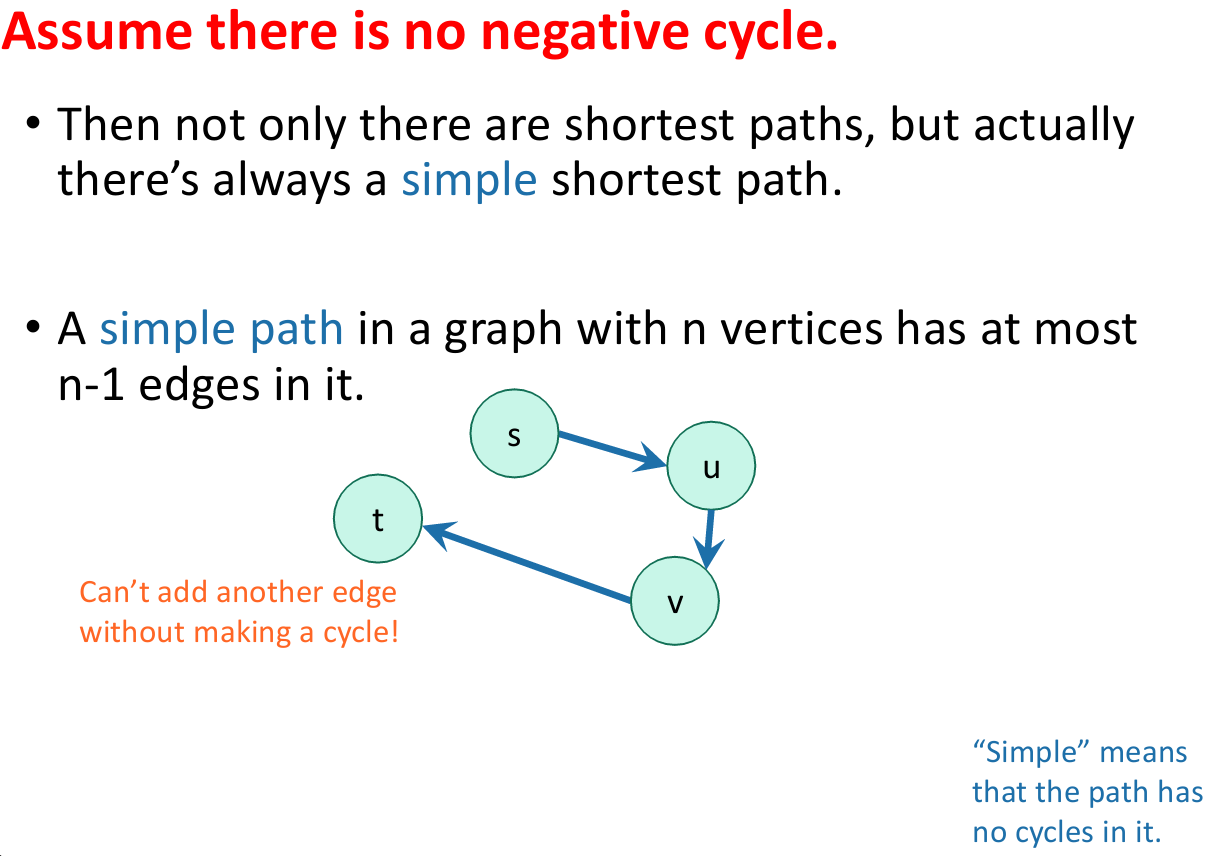 Assume there is no negative cycle.
• Then not only there are shortest paths, but actually
there’s always a simple shortest path.
• A simple path in a graph with n vertices has at most
n-1 edges in it.
s
u
t
v
Can’t add another edge
without making a cycle!
“Simple” means
that the path has
no cycles in it.